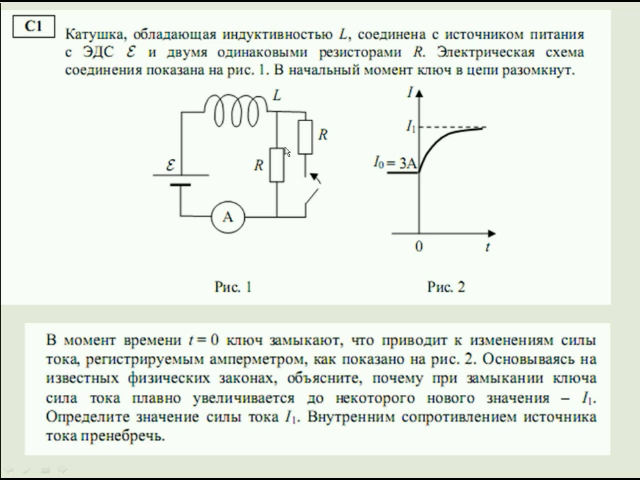 C1
Катушка, обладающая индуктивностью L, соединена с источником питания
с ЭДС ℰ и двумя одинаковыми резисторами R. Электрическая схема
соединения показана на рис. 1. В начальный момент ключ в цепи разомкнут.
L
R
R
ℰ
A
I
I₁
I₀ = 3А
0
t
Рис. 1
Рис. 2
В момент времени t = 0 ключ замыкают, что приводит к изменениям силы
тока, регистрируемым амперметром, как показано на рис. 2. Основываясь на
известных физических законах, объясните, почему при замыкании ключа
сила тока плавно увеличивается до некоторого нового значения – I₁.
Определите значение силы тока I₁. Внутренним сопротивлением источника
тока пренебречь.